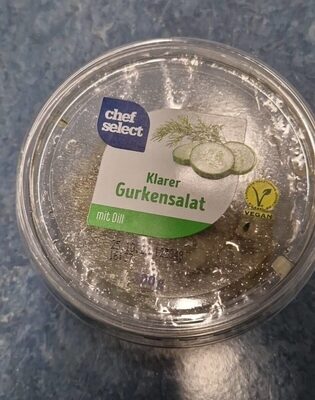 chef
select
Klarer
Gurkensalat
mit Dill
VEGAN